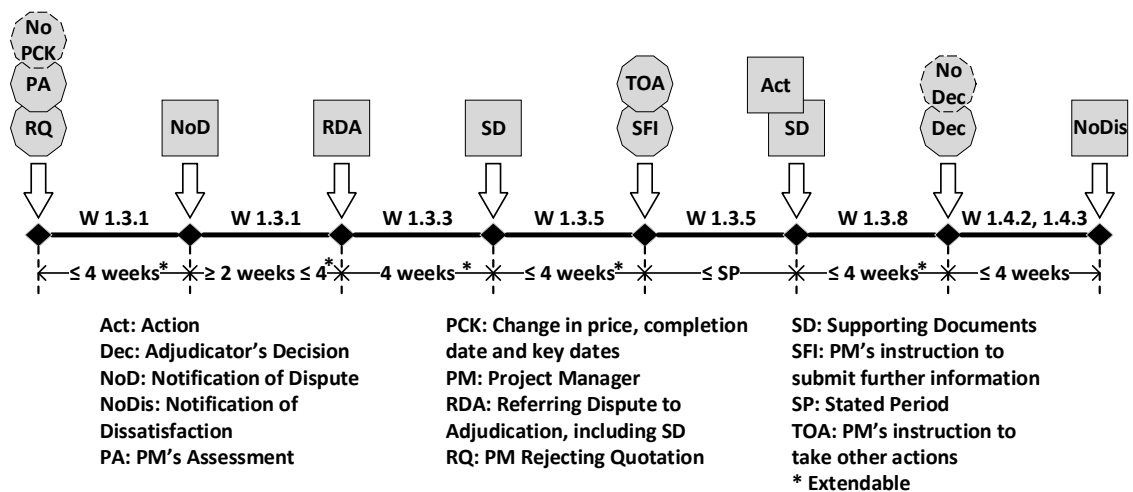 No
PCK
PA
RQ
NoD
RDA
SD
TOA
SFI
Act
SD
No
Dec
Dec
NoDis
W 1.3.1
W 1.3.1
W 1.3.3
W 1.3.5
W 1.3.5
W 1.3.8
W 1.4.2, 1.4.3
≤ 4 weeks*
≥ 2 weeks ≤ 4*
4 weeks *
≤ 4 weeks*
≤ SP
≤ 4 weeks*
≤ 4 weeks
Act: Action
Dec: Adjudicator’s Decision
NoD: Notification of Dispute
NoDis: Notification of
Dissatisfaction
PA: PM’s Assessment
PCK: Change in price, completion
date and key dates
PM: Project Manager
RDA: Referring Dispute to
Adjudication, including SD
RQ: PM Rejecting Quotation
SD: Supporting Documents
SFI: PM’s instruction to
submit further information
SP: Stated Period
TOA: PM’s instruction to
take other actions
* Extendable